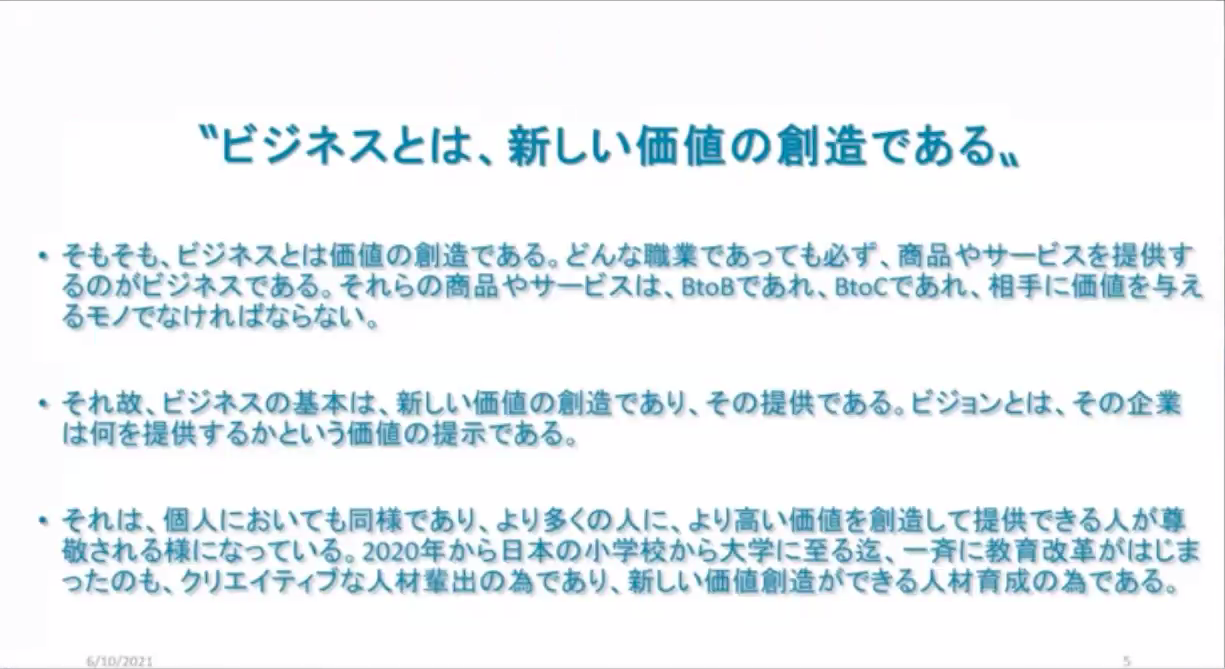 〝ビジネスとは、新しい価値の創造である〟
• そもそも、ビジネスとは価値の創造である。どんな職業であっても必ず、商品やサービスを提供す
るのがビジネスである。それらの商品やサービスは、BtoBであれ、BtoCであれ、相手に価値を与え
るモノでなければならない。
• それ故、ビジネスの基本は、新しい価値の創造であり、その提供である。ビジョンとは、その企業
は何を提供するかという価値の提示である。
• それは、個人においても同様であり、より多くの人に、より高い価値を創造して提供できる人が尊
敬される様になっている。2020年から日本の小学校から大学に至る迄、一斉に教育改革がはじま
ったのも、クリエイティブな人材輩出の為であり、新しい価値創造ができる人材育成の為である。
6/10/2021
5